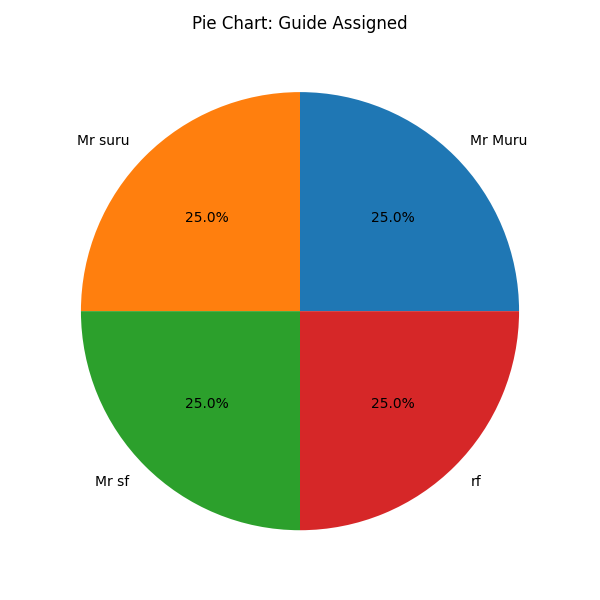 Pie Chart: Guide Assigned
Mr suru
Mr Muru
25.0%
25.0%
25.0%
25.0%
Mr sf
rf